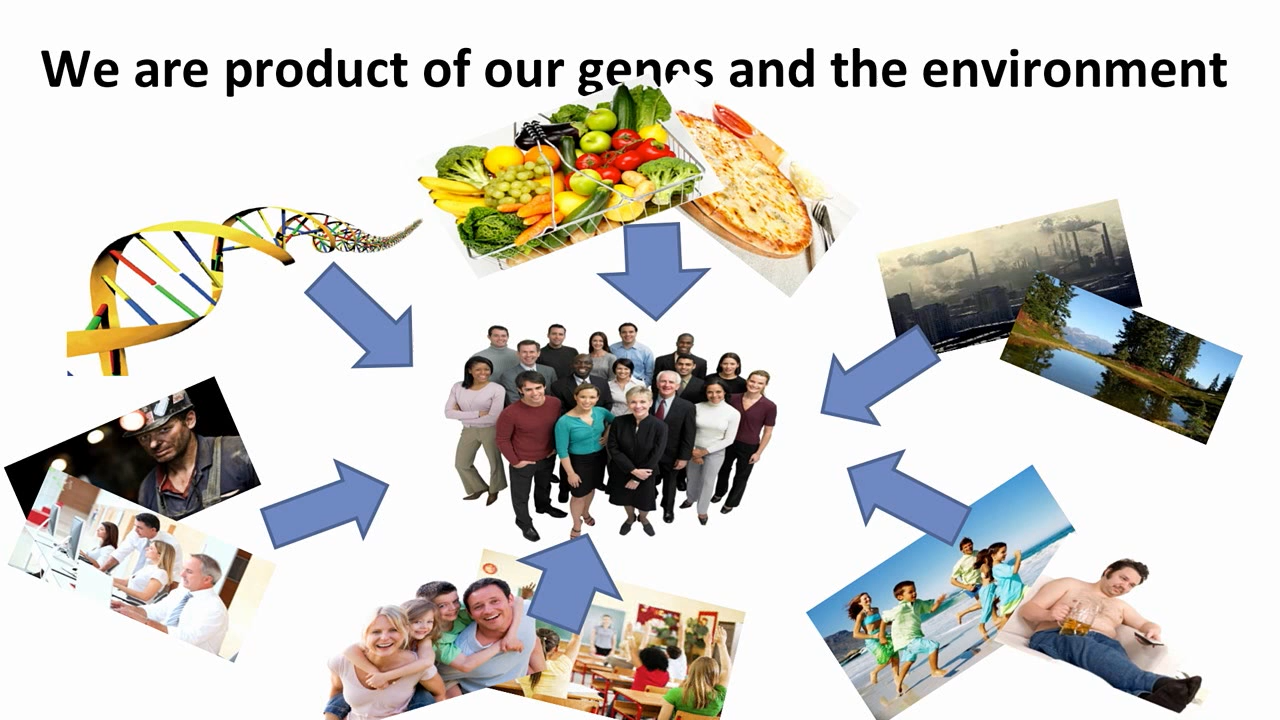 We are product of our genes and the environment